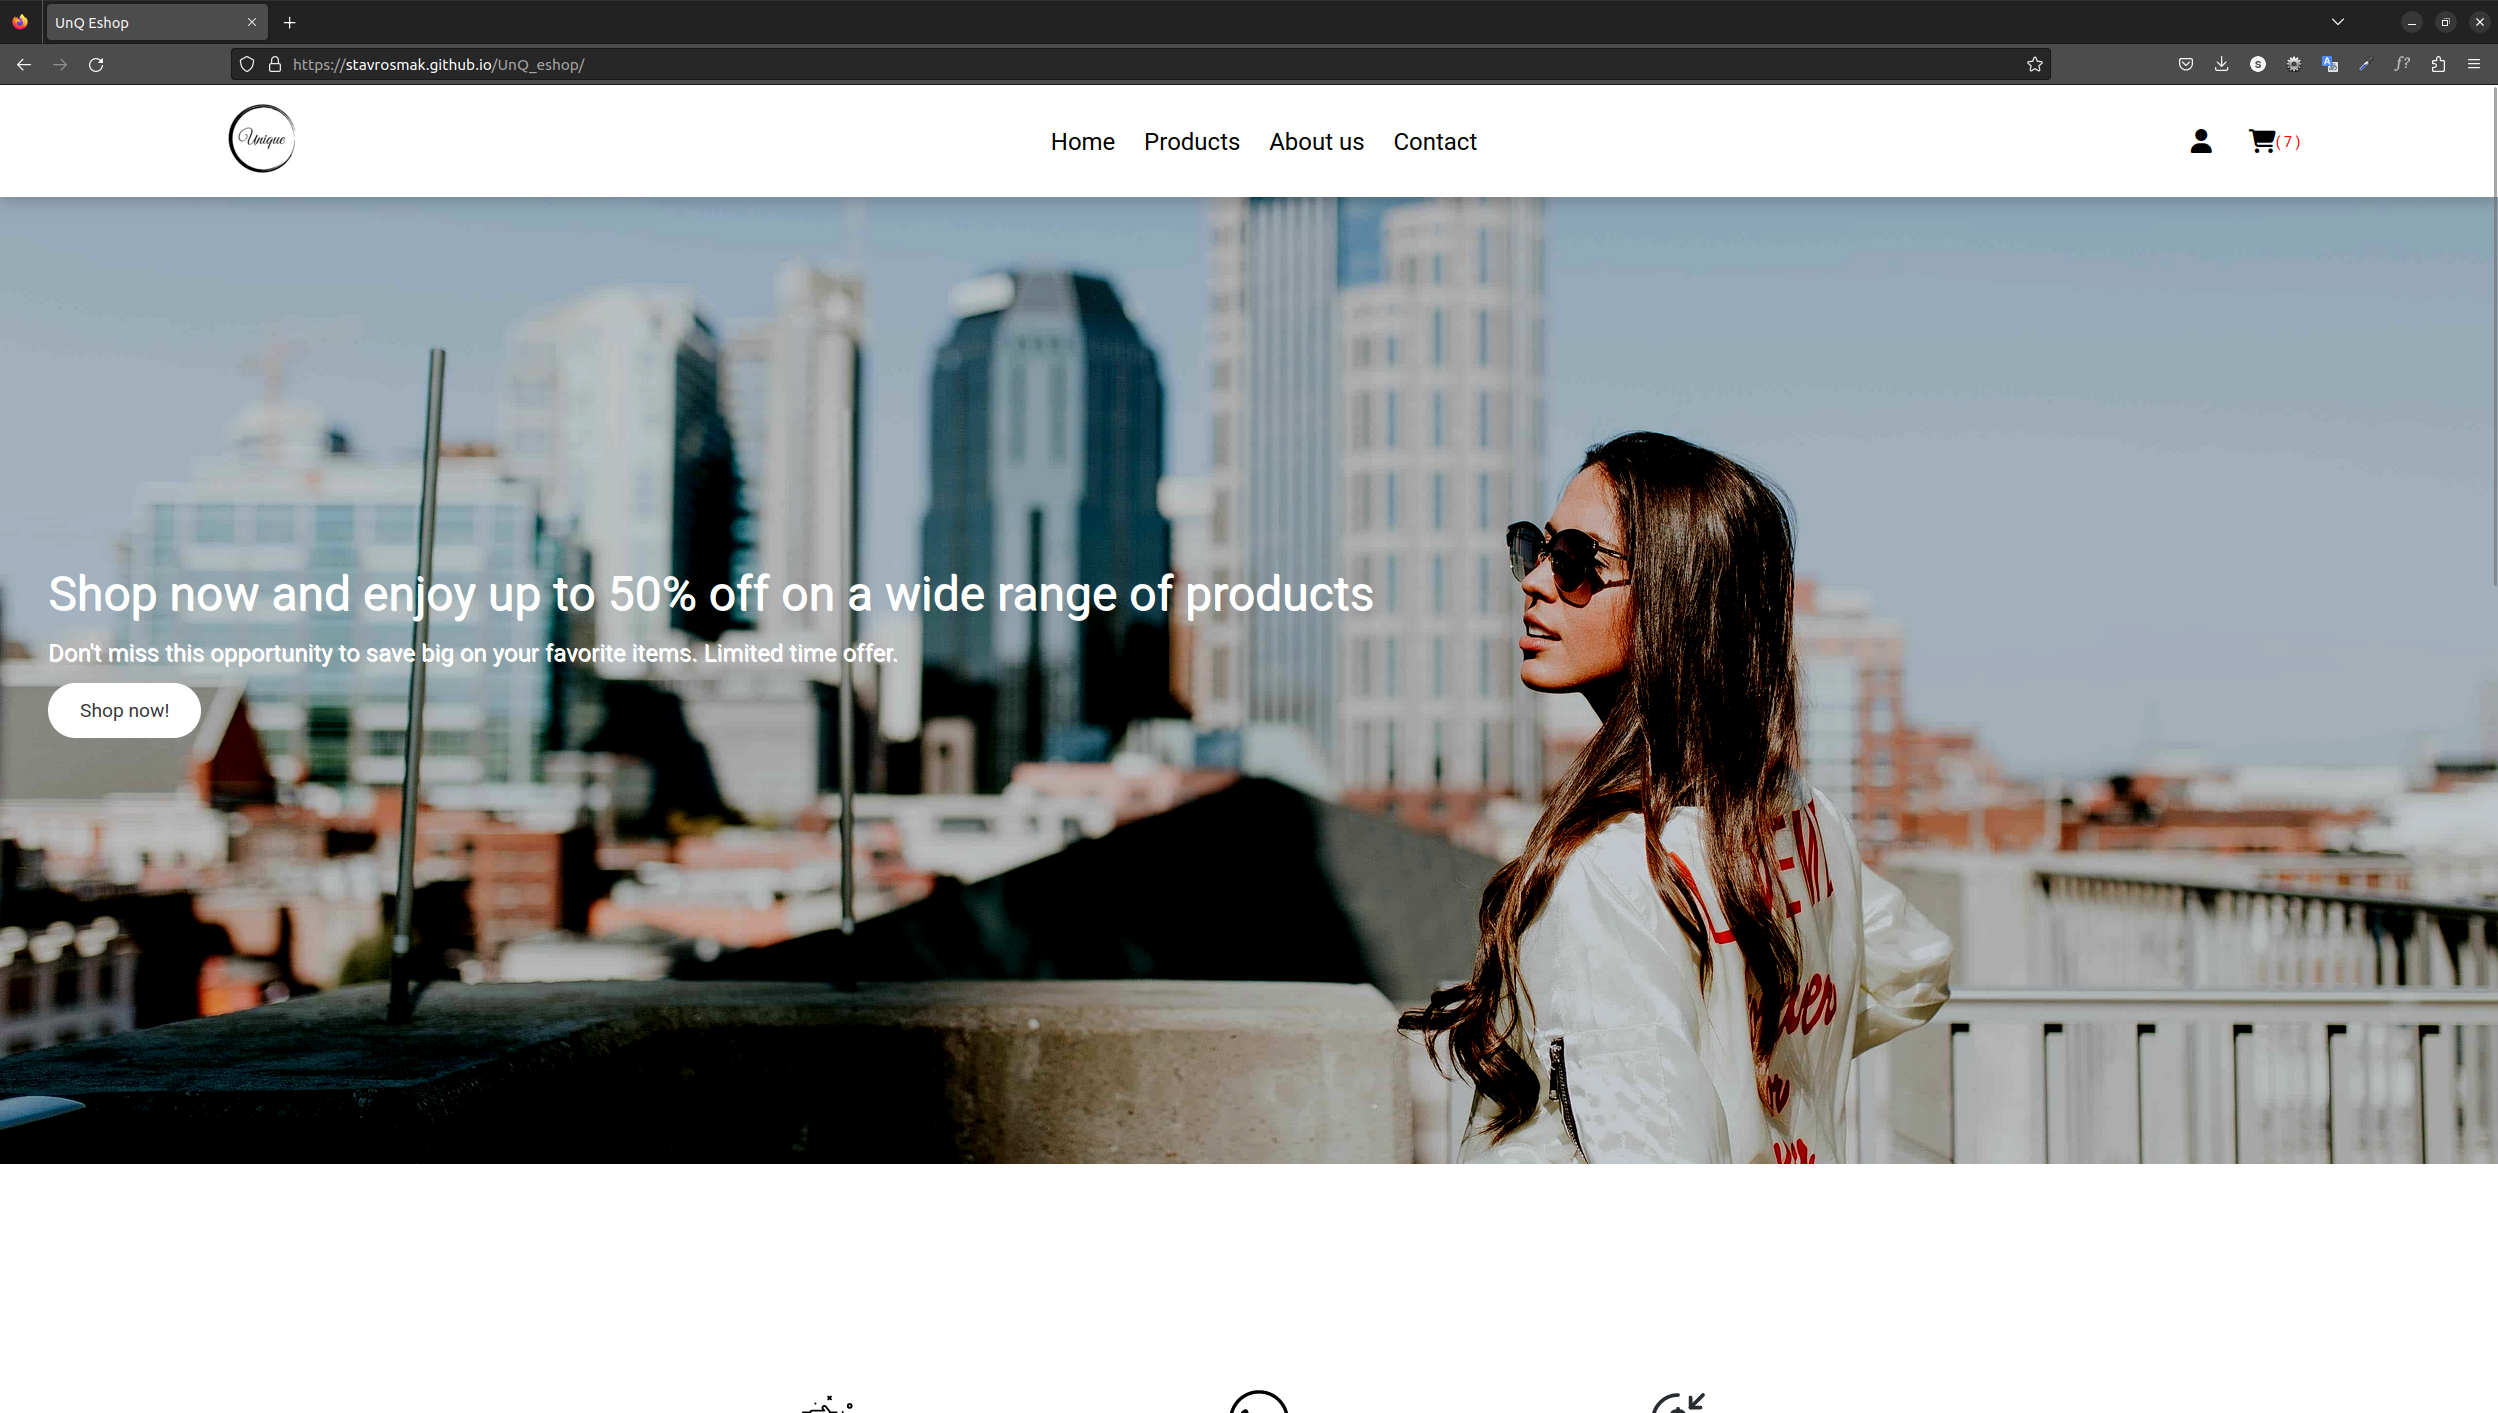 UnQ Eshop
https://stavrosmak.github.io/UnQ_eshop/
Unique
Home Products About us Contact
( 7 )
Shop now and enjoy up to 50% off on a wide range of products
Don't miss this opportunity to save big on your favorite items. Limited time offer.
Shop now!